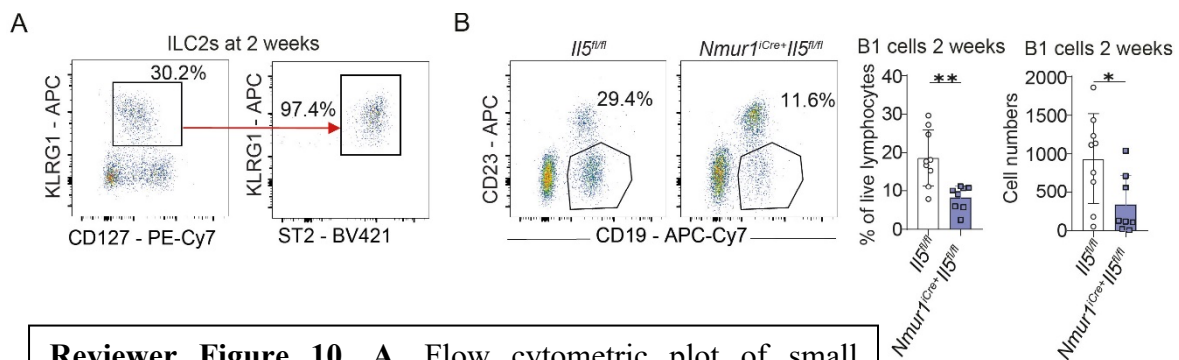 A
ILC2s at 2 weeks
30.2%
KLRG1 - APC
CD127 - PE-Cy7
97.4%
KLRG1 - APC
ST2 - BV421
B
Il5fl/fl
Nmur1iCre+Il5fl/fl
29.4%
11.6%
CD23 - APC
CD19 - APC-Cy7
B1 cells 2 weeks
**
% of live lymphocytes
40
30
20
10
0
Il5fl/fl
Nmur1iCre+Il5fl/fl
B1 cells 2 weeks
*
Cell numbers
2000
1500
1000
500
0
Il5fl/fl
Nmur1iCre+Il5fl/fl
Reviewer Figure 10. A. Flow cytometric plot of small